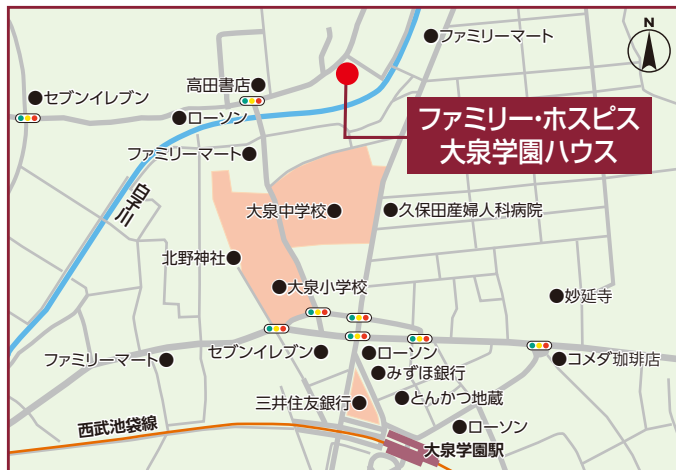 N
ファミリーマート
高田書店
セブンイレブン
ローソン
ファミリー・ホスピス
大泉学園ハウス
ファミリーマート
白子川
大泉中学校
久保田産婦人科病院
北野神社
大泉小学校
妙延寺
ファミリーマート
セブンイレブン
ローソン
コメダ珈琲店
みずほ銀行
三井住友銀行
とんかつ地蔵
西武池袋線
ローソン
大泉学園駅